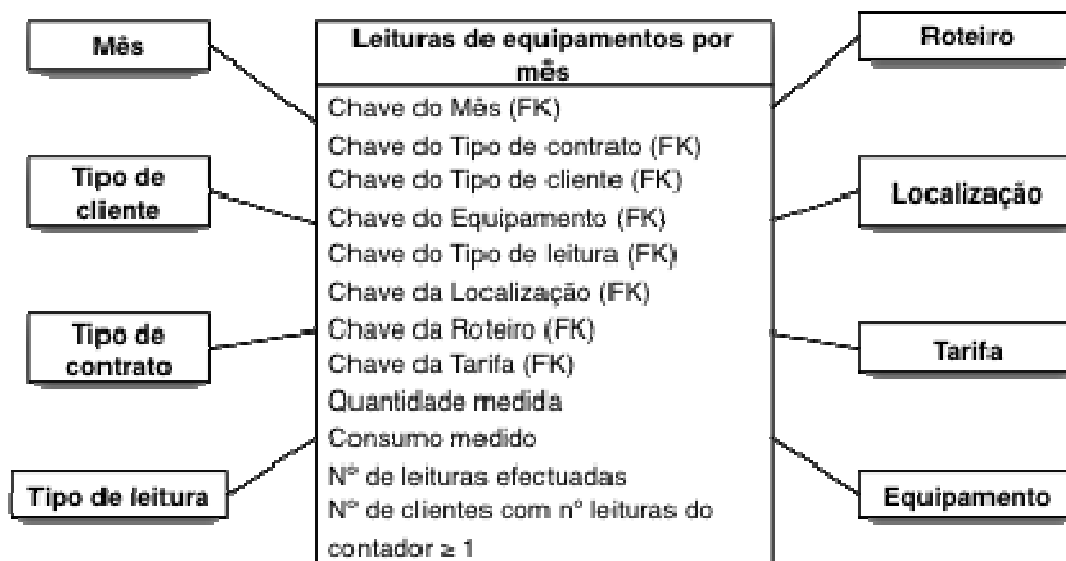 Mês
Tipo de
cliente
Tipo de
contrato
Tipo de leitura
Leituras de equipamentos por
mês
Chave do Mês (FK)
Chave do Tipo de contrato (FK)
Chave do Tipo de cliente (FK)
Chave do Equipamento (FK)
Chave do Tipo de leitura (FK)
Chave da Localização (FK)
Chave da Roteiro (FK)
Chave da Tarifa (FK)
Quantidade medida
Consumo medido
Nº de leituras efectuadas
Nº de clientes com nº leituras do
contador ≥ 1
Roteiro
Localização
Tarifa
Equipamento